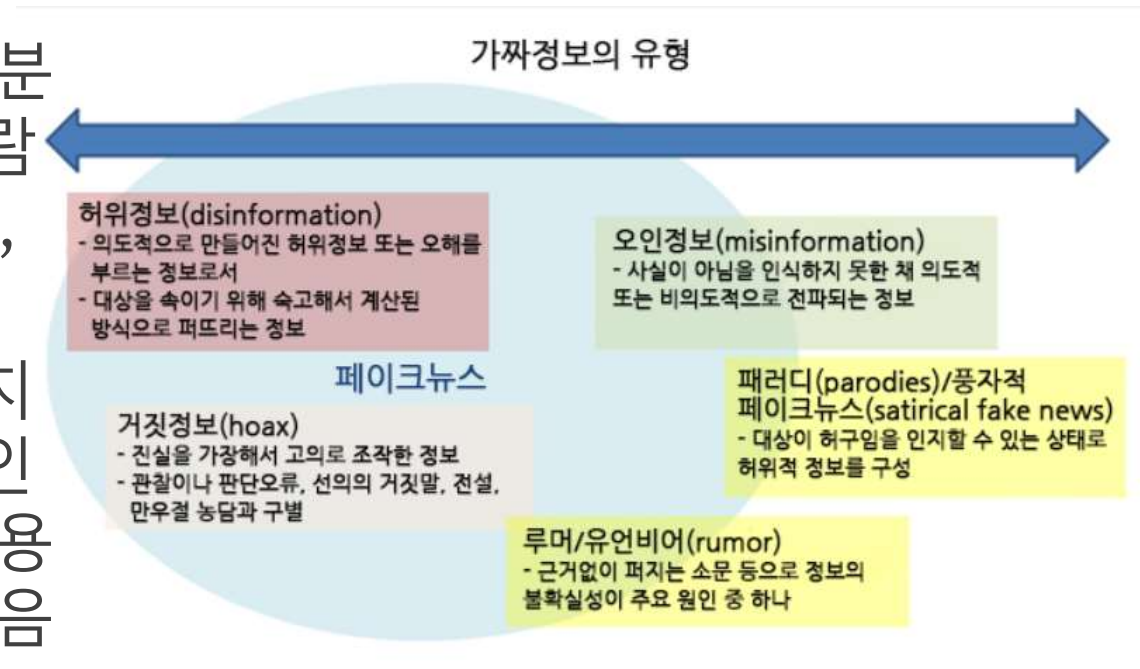 가짜정보의 유형
분
람
,
지
인
용
음
허위정보(disinformation)
- 의도적으로 만들어진 허위정보 또는 오해를
부르는 정보로서
- 대상을 속이기 위해 숙고해서 계산된
방식으로 퍼뜨리는 정보
오인정보(misinformation)
- 사실이 아님을 인식하지 못한 채 의도적
또는 비의도적으로 전파되는 정보
페이크뉴스
거짓정보(hoax)
- 진실을 가장해서 고의로 조작한 정보
- 관찰이나 판단오류, 선의의 거짓말, 전설,
만우절 농담과 구별
패러디(parodies)/풍자적
페이크뉴스(satirical fake news)
- 대상이 허구임을 인지할 수 있는 상태로
허위적 정보를 구성
루머/유언비어(rumor)
- 근거없이 퍼지는 소문 등으로 정보의
불확실성이 주요 원인 중 하나